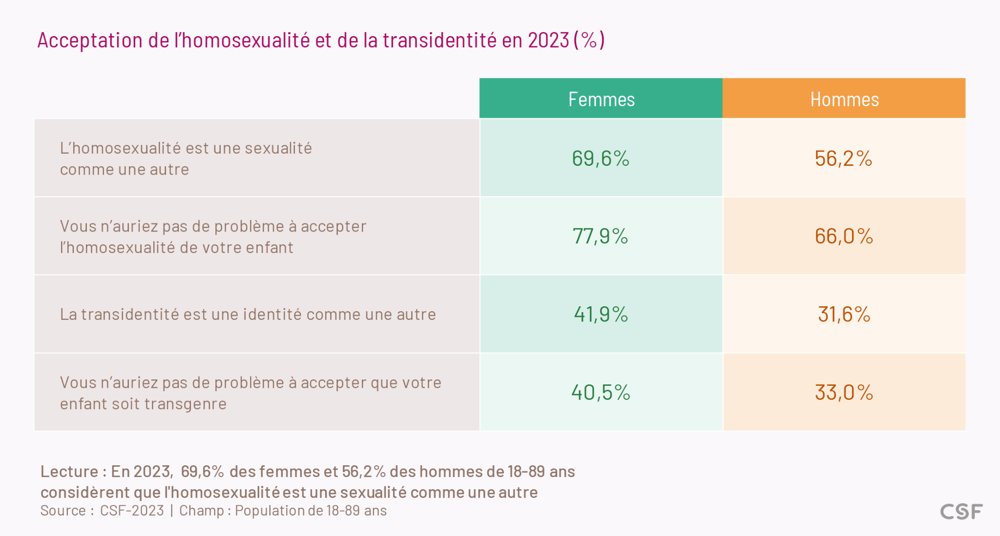 Acceptation de l’homosexualité et de la transidentité en 2023 (%)
Femmes Hommes
L’homosexualité est une sexualité
comme une autre
69,6% 56,2%
Vous n’auriez pas de problème à accepter
l’homosexualité de votre enfant
77,9% 66,0%
La transidentité est une identité comme une autre 41,9% 31,6%
Vous n’auriez pas de problème à accepter que votre
enfant soit transgenre
40,5% 33,0%
Lecture : En 2023, 69,6% des femmes et 56,2% des hommes de 18-89 ans
considèrent que l'homosexualité est une sexualité comme une autre
Source : CSF-2023 | Champ : Population de 18-89 ans
CSF